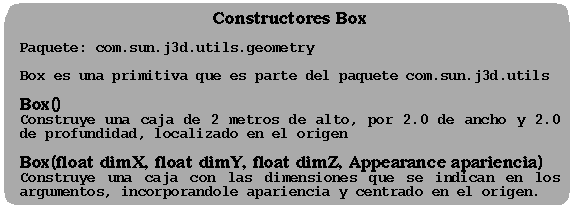 Constructores Box
Paquete: com.sun.j3d.utils.geometry
Box es una primitiva que es parte del paquete com.sun.j3d.utils
Box()
Construye una caja de 2 metros de alto, por 2.0 de ancho y 2.0
de profundidad, localizado en el origen
Box(float dimX, float dimY, float dimZ, Appearance apariencia)
Construye una caja con las dimensiones que se indican en los
argumentos, incorporandole apariencia y centrado en el origen.